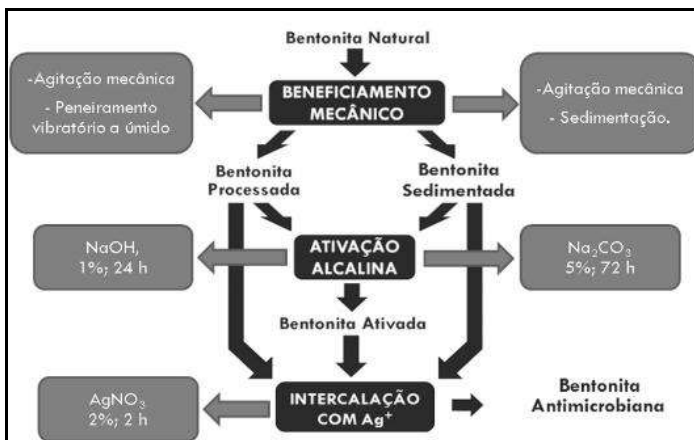 Bentonita Natural
-Agitação mecânica
- Peneiramento
vibratório a úmido
BENEFICIAMENTO
MECÂNICO
-Agitação mecânica
- Sedimentação.
Bentonita
Processada
Bentonita
Sedimentada
NaOH,
1%; 24 h
ATIVAÇÃO
ALCALINA
Na₂CO₃
5%; 72 h
Bentonita Ativada
AgNO₃
2%; 2 h
INTERCALAÇÃO
COM Ag⁺
Bentonita
Antimicrobiana